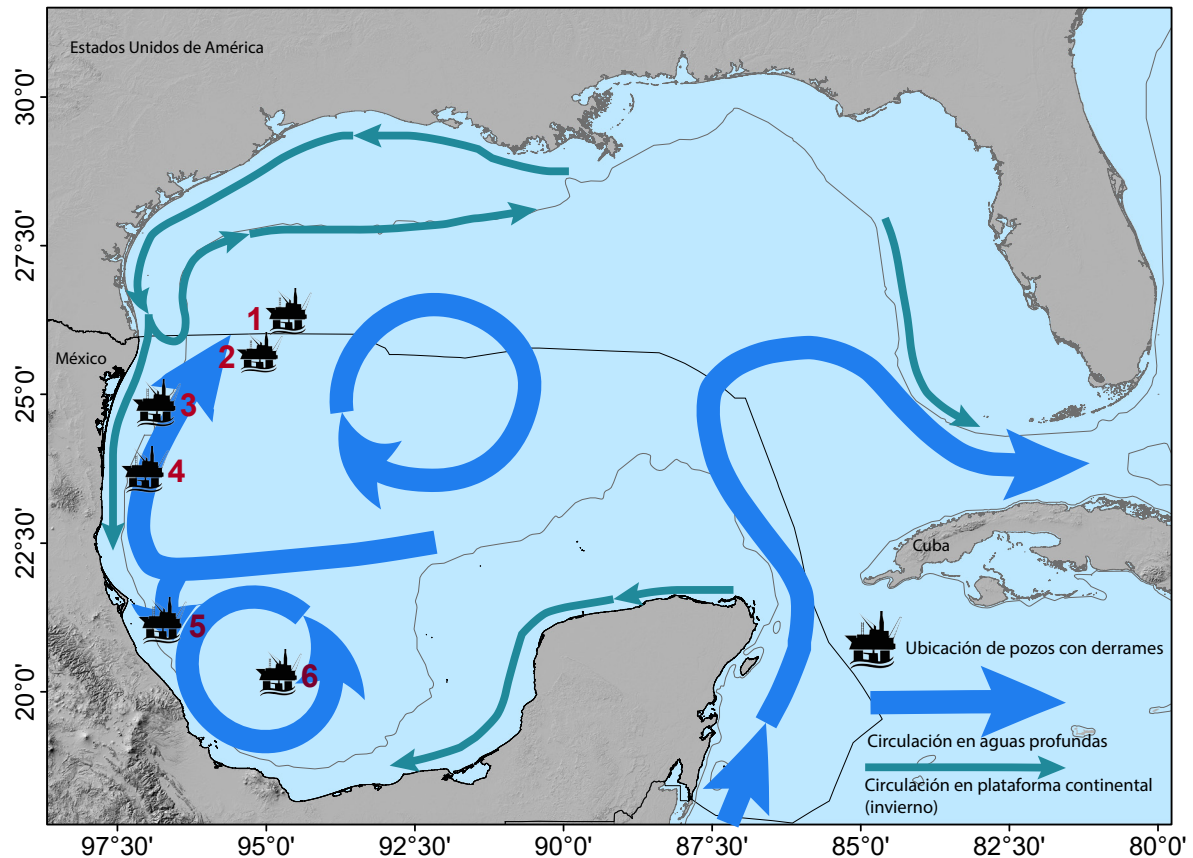 Estados Unidos de América
30°0'
27°30'
1
2
México
25°0'
3
4
22°30'
Cuba
5
Ubicación de pozos con derrames
6
20°0'
Circulación en aguas profundas
Circulación en plataforma continental
(invierno)
97°30' 95°0' 92°30' 90°0' 87°30' 85°0' 82°30' 80°0'